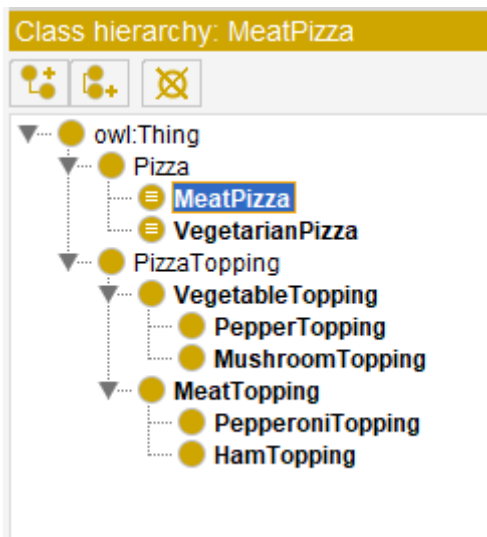 Class hierarchy: MeatPizza
owl:Thing
Pizza
MeatPizza
VegetarianPizza
PizzaTopping
VegetableTopping
PepperTopping
MushroomTopping
MeatTopping
PepperoniTopping
HamTopping